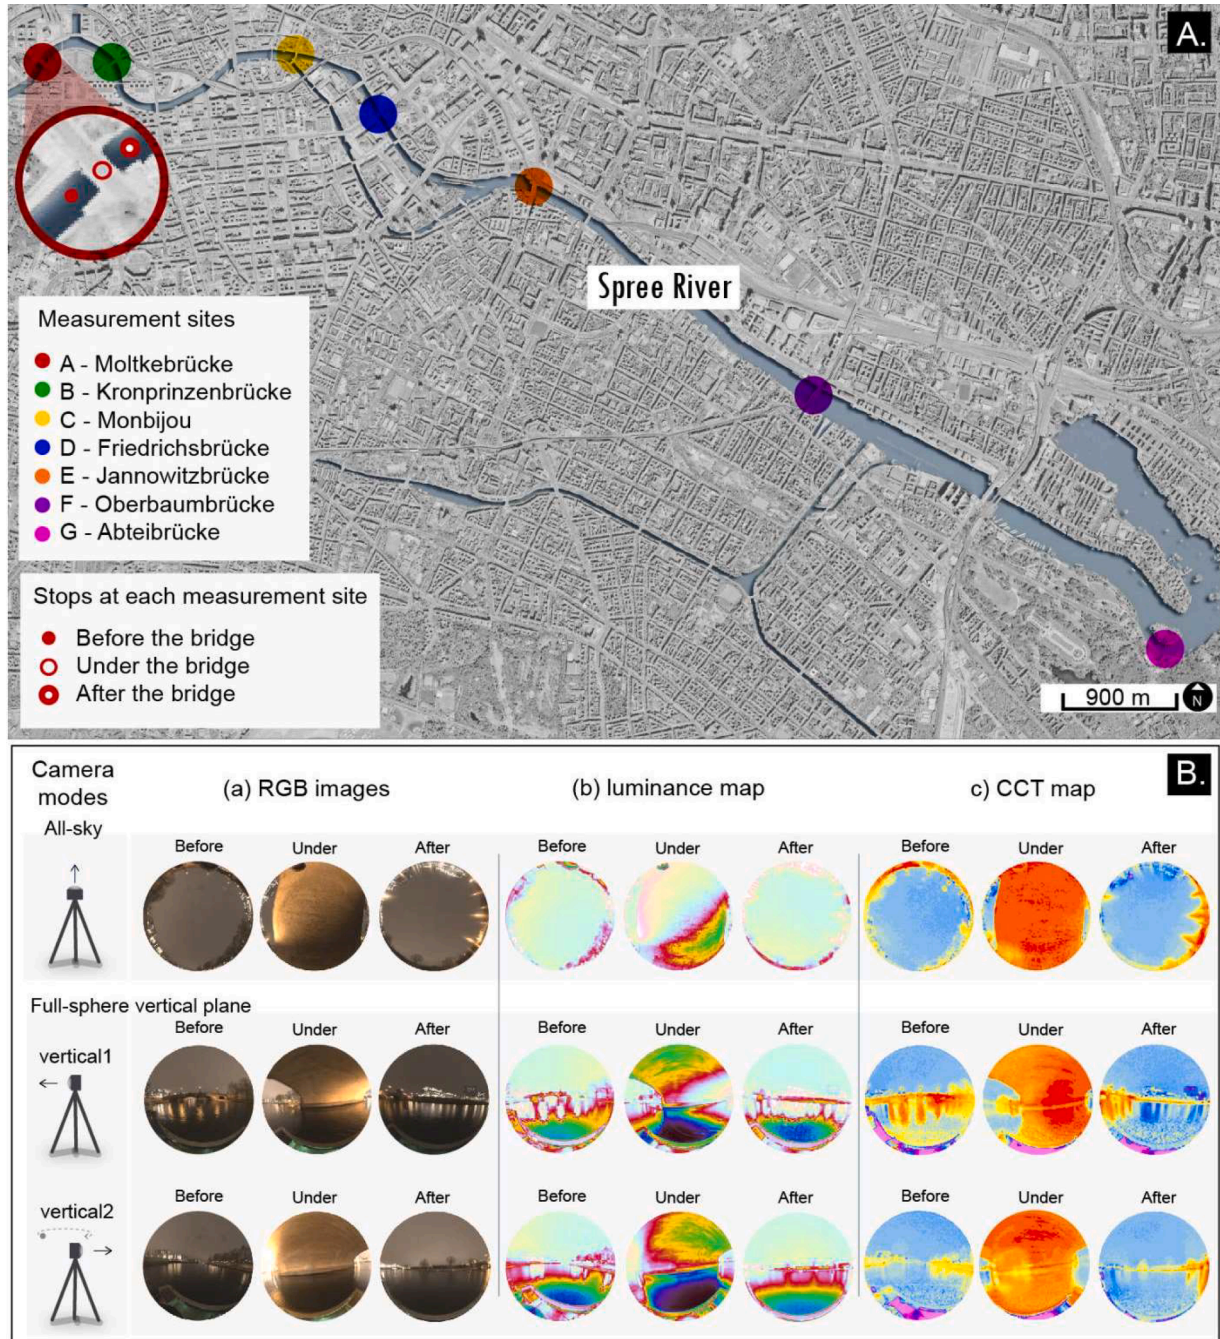 A.
Spree River
Measurement sites
A - Moltkebrücke
B - Kronprinzenbrücke
C - Monbijou
D - Friedrichsbrücke
E - Jannowitzbrücke
F - Oberbaumbrücke
G - Abteibrücke
Stops at each measurement site
Before the bridge
Under the bridge
After the bridge
900 m
N
B.
Camera modes
(a) RGB images
(b) luminance map
c) CCT map
All-sky
Before Under After Before Under After Before Under After
Full-sphere vertical plane
vertical1
Before Under After Before Under After Before Under After
vertical2
Before Under After Before Under After Before Under After